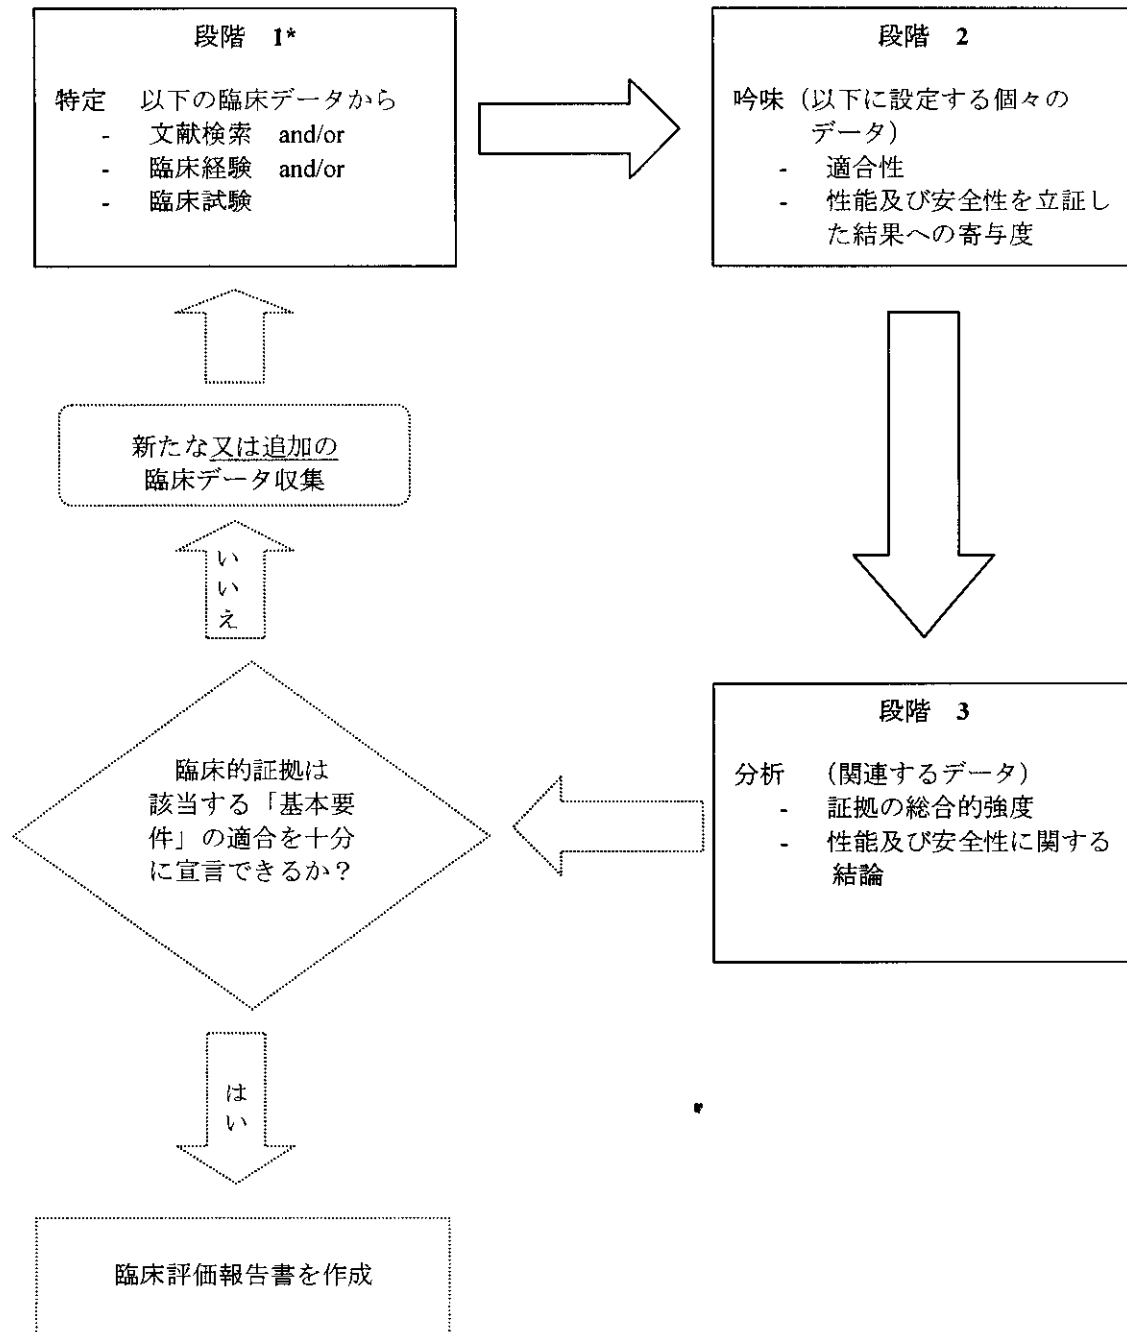 段階 1*
特定 以下の臨床データから
- 文献検索 and/or
- 臨床経験 and/or
- 臨床試験
段階 2
吟味（以下に設定する個々の
データ）
- 適合性
- 性能及び安全性を立証し
た結果への寄与度
新たな又は追加の
臨床データ収集
いいえ
段階 3
分析 （関連するデータ）
- 証拠の総合的強度
- 性能及び安全性に関する
結論
臨床的証拠は
該当する「基本要
件」の適合を十分
に宣言できるか？
はい
臨床評価報告書を作成